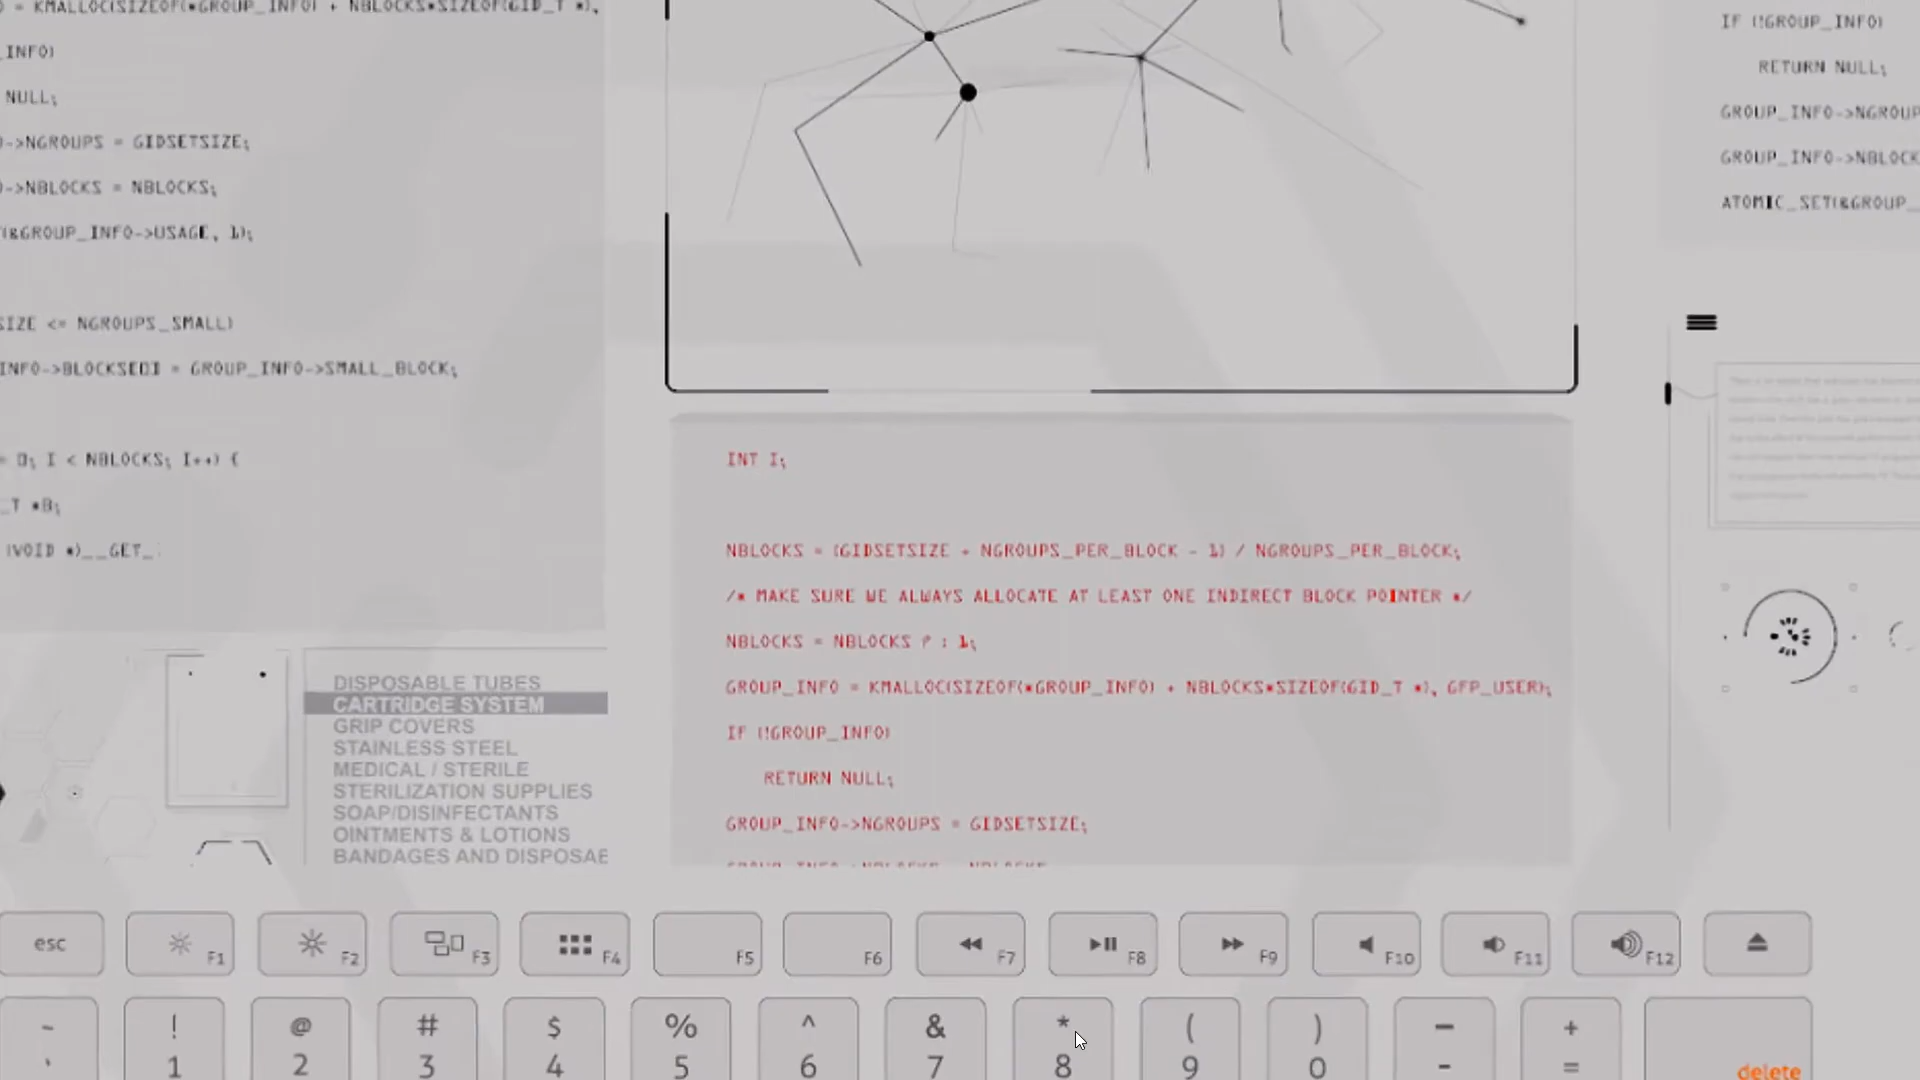 = KMALLOC(SIZEOF(*GROUP_INFO) + NBLOCKS*SIZEOF(GID_T *),
_INFO)
NULL;
->NGROUPS = GIDSETSIZE;
->NBLOCKS = NBLOCKS;
(&GROUP_INFO->USAGE, 1);
SIZE <= NGROUPS_SMALL)
INFO->BLOCKS[0] = GROUP_INFO->SMALL_BLOCK;
= 0; I < NBLOCKS; I++) {
_T *B;
(VOID *)__GET_
IF (!GROUP_INFO)
RETURN NULL;
GROUP_INFO->NGROUP
GROUP_INFO->NBLOCK
ATOMIC_SET(&GROUP_
INT I;
NBLOCKS = (GIDSETSIZE + NGROUPS_PER_BLOCK - 1) / NGROUPS_PER_BLOCK;
/* MAKE SURE WE ALWAYS ALLOCATE AT LEAST ONE INDIRECT BLOCK POINTER */
NBLOCKS = NBLOCKS ? : 1;
GROUP_INFO = KMALLOC(SIZEOF(*GROUP_INFO) + NBLOCKS*SIZEOF(GID_T *), GFP_USER);
IF (!GROUP_INFO)
RETURN NULL;
GROUP_INFO->NGROUPS = GIDSETSIZE;
DISPOSABLE TUBES
CARTRIDGE SYSTEM
GRIP COVERS
STAINLESS STEEL
MEDICAL / STERILE
STERILIZATION SUPPLIES
SOAP/DISINFECTANTS
OINTMENTS & LOTIONS
BANDAGES AND DISPOSAE
esc F1 F2 F3 F4 F5 F6 F7 F8 F9 F10 F11 F12
~ ! @ # $ % ^ & * ( ) – +
` 1 2 3 4 5 6 7 8 9 0 - = delete